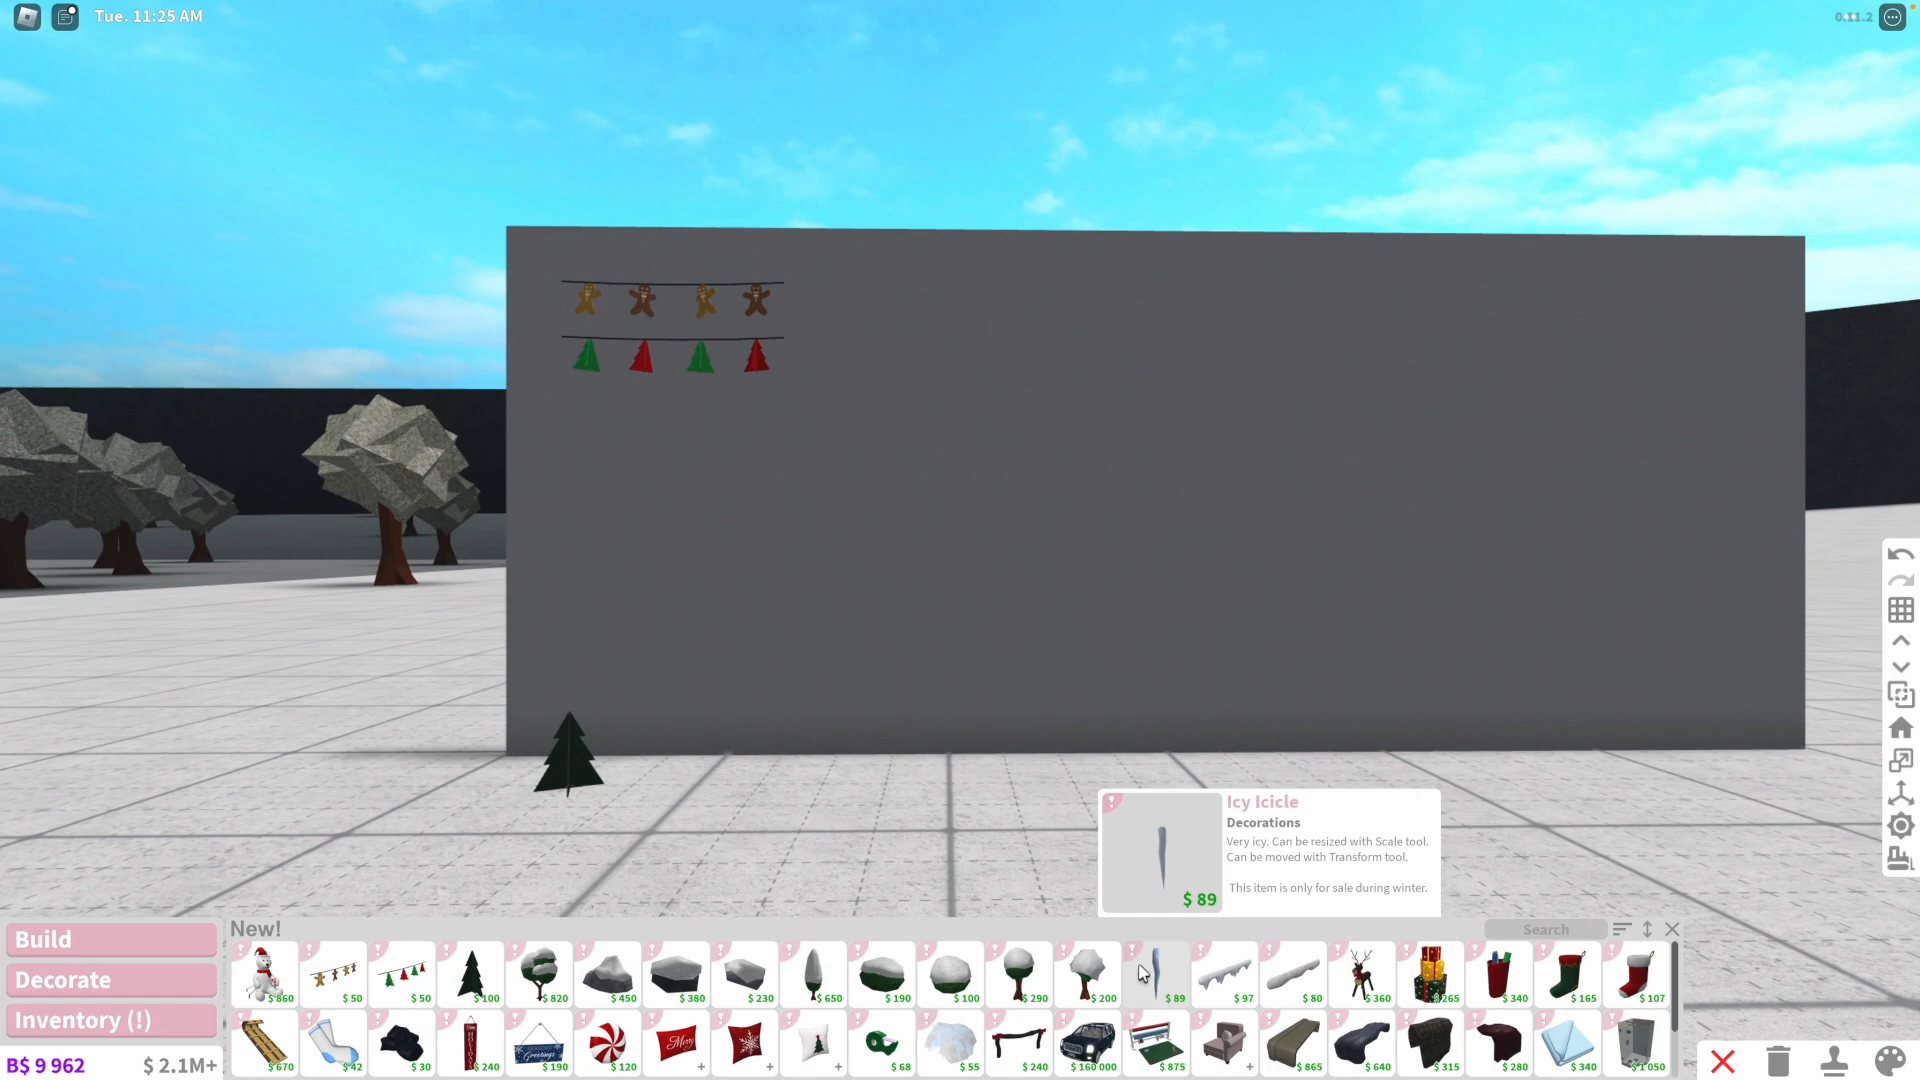 Tue. 11:25 AM
0.11.2
Icy Icicle
Decorations
Very icy. Can be resized with Scale tool.
Can be moved with Transform tool.
This item is only for sale during winter.
$ 89
New!
Search
Build
Decorate
Inventory (!)
B$ 9 962
$ 2.1M+
$ 860
$ 50
$ 50
$ 100
$ 820
$ 450
$ 380
$ 230
$ 650
$ 190
$ 100
$ 290
$ 200
$ 89
$ 97
$ 80
$ 360
$ 265
$ 340
$ 165
$ 107
$ 670
$ 42
$ 30
$ 240
Greetings
$ 190
$ 120
Merry
+
+
+
$ 68
$ 55
$ 240
$ 160 000
$ 875
+
$ 865
$ 640
$ 315
$ 280
$ 340
$ 1 050